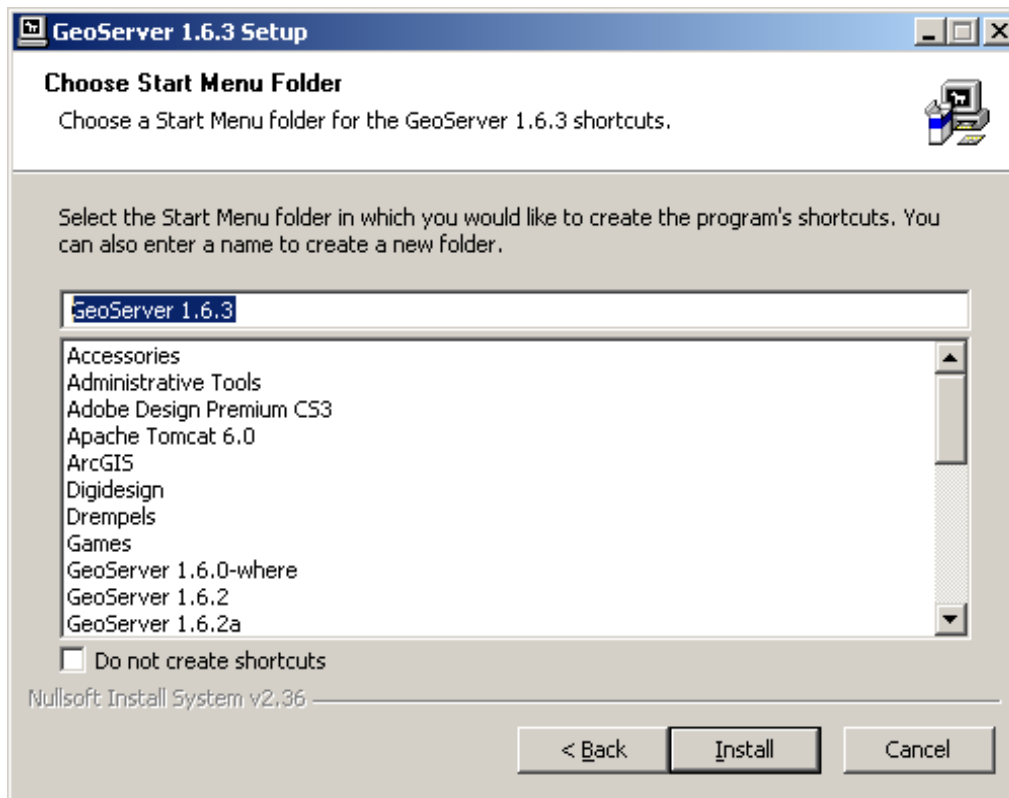 GeoServer 1.6.3 Setup
Choose Start Menu Folder
Choose a Start Menu folder for the GeoServer 1.6.3 shortcuts.
Select the Start Menu folder in which you would like to create the program's shortcuts. You
can also enter a name to create a new folder.
GeoServer 1.6.3
Accessories
Administrative Tools
Adobe Design Premium CS3
Apache Tomcat 6.0
ArcGIS
Digidesign
Drempels
Games
GeoServer 1.6.0-where
GeoServer 1.6.2
GeoServer 1.6.2a
Do not create shortcuts
Nullsoft Install System v2.36
< Back
Install
Cancel